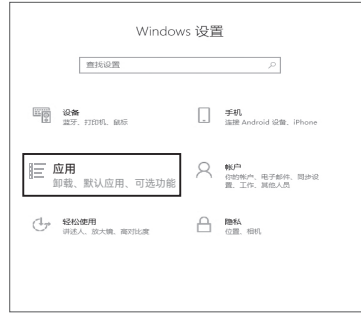 Windows 设置
查找设置
设备
蓝牙、打印机、鼠标
手机
连接 Android 设备、iPhone
应用
卸载、默认应用、可选功能
帐户
你的帐户、电子邮件、同步设
置、工作、其他人员
轻松使用
讲述人、放大镜、高对比度
隐私
位置、相机